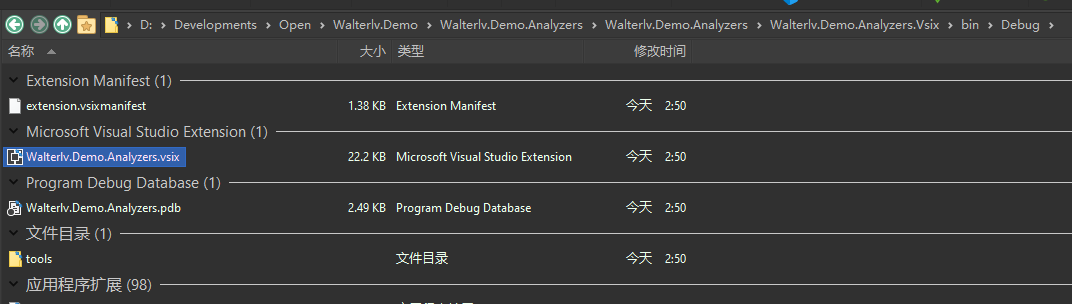 D: Developments Open Walterlv.Demo Walterlv.Demo.Analyzers Walterlv.Demo.Analyzers Walterlv.Demo.Analyzers.Vsix bin Debug
名称 大小 类型 修改时间
Extension Manifest (1)
extension.vsixmanifest 1.38 KB Extension Manifest 今天 2:50
Microsoft Visual Studio Extension (1)
Walterlv.Demo.Analyzers.vsix 22.2 KB Microsoft Visual Studio Extension 今天 2:50
Program Debug Database (1)
Walterlv.Demo.Analyzers.pdb 2.49 KB Program Debug Database 今天 2:50
文件目录 (1)
tools 文件目录 今天 2:50
应用程序扩展 (98)